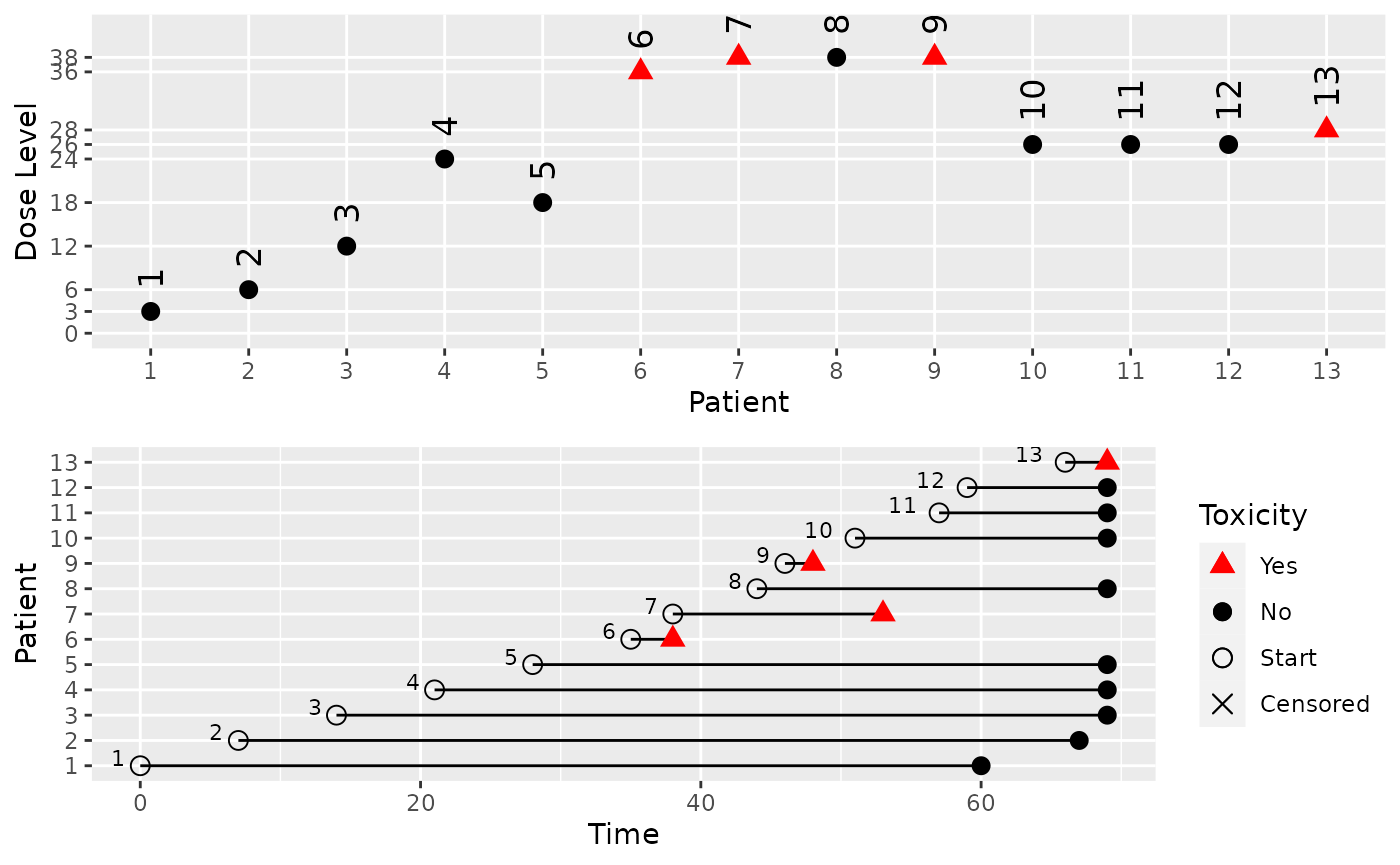 6 7 8 9
38
36
10 11 12 13
4
28
26
24
5
18
3
12
2
1
6
3
0
Dose Level
1 2 3 4 5 6 7 8 9 10 11 12 13
Patient
13 13
12 12
11 11
10 10
9 9
8 8
7 7
6 6
5 5
4 4
3 3
2 2
1 1
Patient
0 20 40 60
Time
Toxicity
Yes
No
Start
Censored